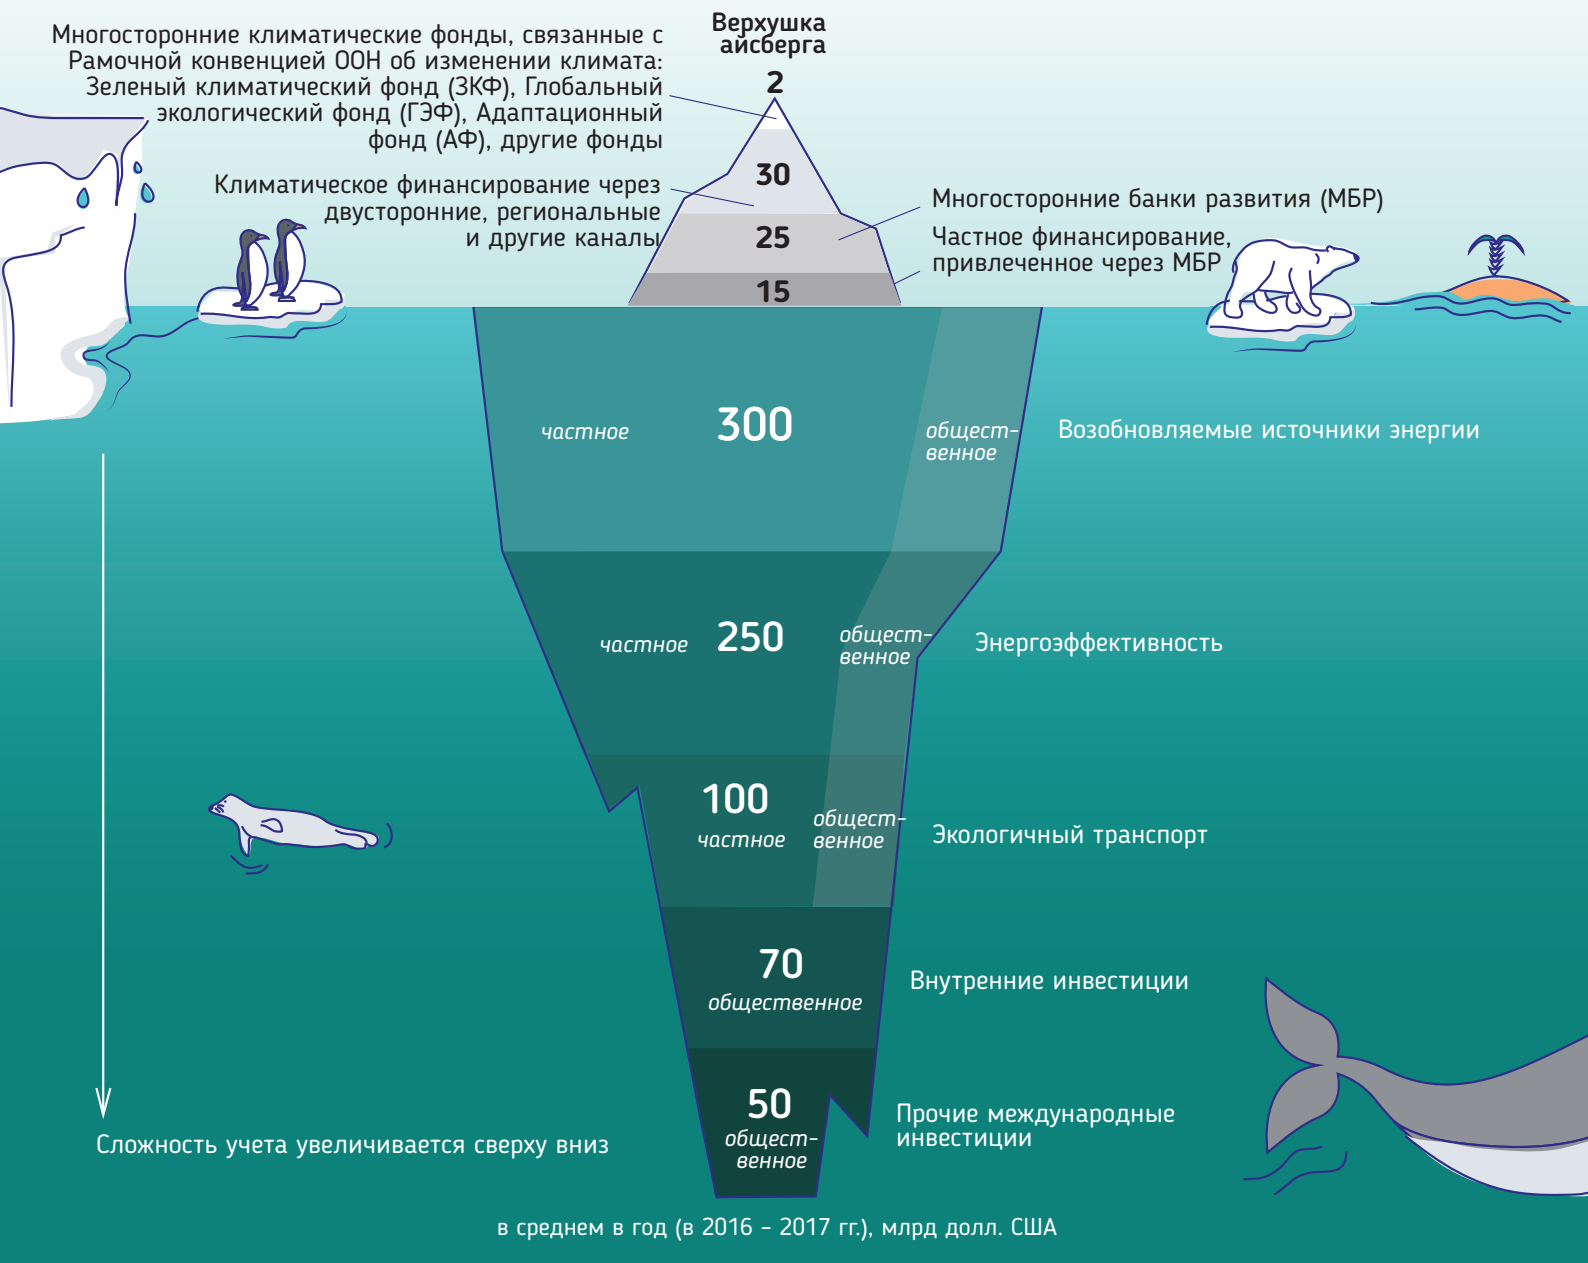 Верхушка
айсберга
2
Многосторонние климатические фонды, связанные с
Рамочной конвенцией ООН об изменении климата:
Зеленый климатический фонд (ЗКФ), Глобальный
экологический фонд (ГЭФ), Адаптационный
фонд (АФ), другие фонды
30
Климатическое финансирование через
двусторонние, региональные
и другие каналы
25
Многосторонние банки развития (МБР)
15
Частное финансирование,
привлеченное через МБР
частное
300
общест-
венное
Возобновляемые источники энергии
частное
250
общест-
венное
Энергоэффективность
100
частное
общест-
венное
Экологичный транспорт
70
общественное
Внутренние инвестиции
50
общест-
венное
Прочие международные
инвестиции
Сложность учета увеличивается сверху вниз
в среднем в год (в 2016 – 2017 гг.), млрд долл. США